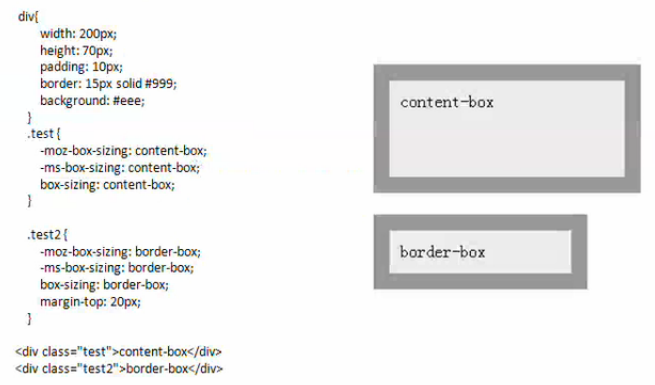 div{
width: 200px;
height: 70px;
padding: 10px;
border: 15px solid #999;
background: #eee;
}
.test {
-moz-box-sizing: content-box;
-ms-box-sizing: content-box;
box-sizing: content-box;
}
.test2 {
-moz-box-sizing: border-box;
-ms-box-sizing: border-box;
box-sizing: border-box;
margin-top: 20px;
}
<div class="test">content-box</div>
<div class="test2">border-box</div>
content-box
border-box